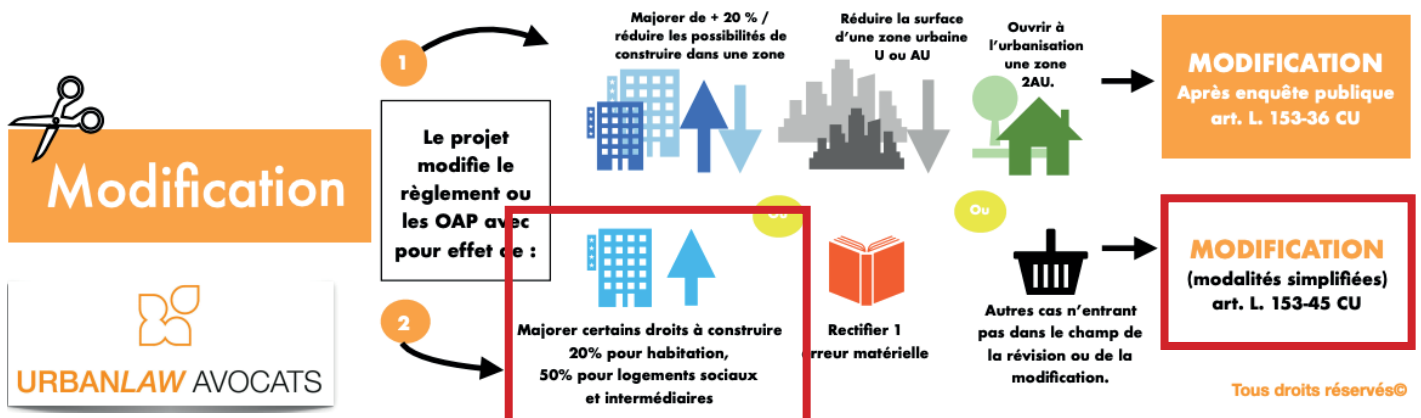 Modification
URBANLAW AVOCATS
1
Le projet
modifie le
règlement ou
les OAP avec
pour effet de :
2
Majorer de + 20 % /
réduire les possibilités de
construire dans une zone
Réduire la surface
d'une zone urbaine
U ou AU
Ouvrir à
l'urbanisation
une zone
2AU.
MODIFICATION
Après enquête publique
art. L. 153-36 CU
Ou
Ou
Majorer certains droits à construire
20% pour habitation,
50% pour logements sociaux
et intermédiaires
Rectifier 1
erreur matérielle
Autres cas n'entrant
pas dans le champ de
la révision ou de la
modification.
MODIFICATION
(modalités simplifiées)
art. L. 153-45 CU
Tous droits réservés©